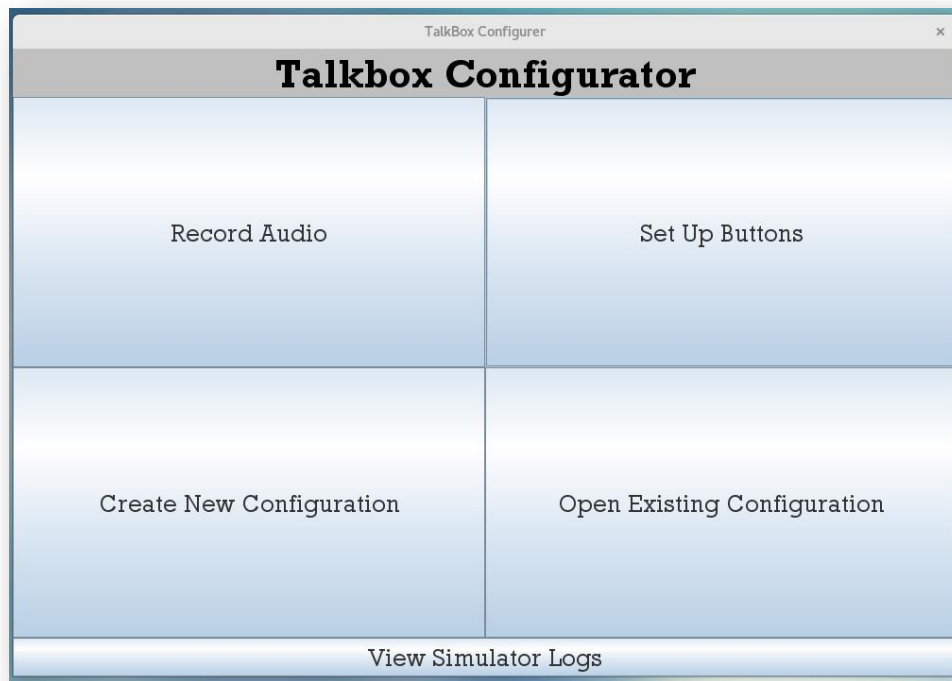 TalkBox Configurer
Talkbox Configurator
Record Audio
Set Up Buttons
Create New Configuration
Open Existing Configuration
View Simulator Logs